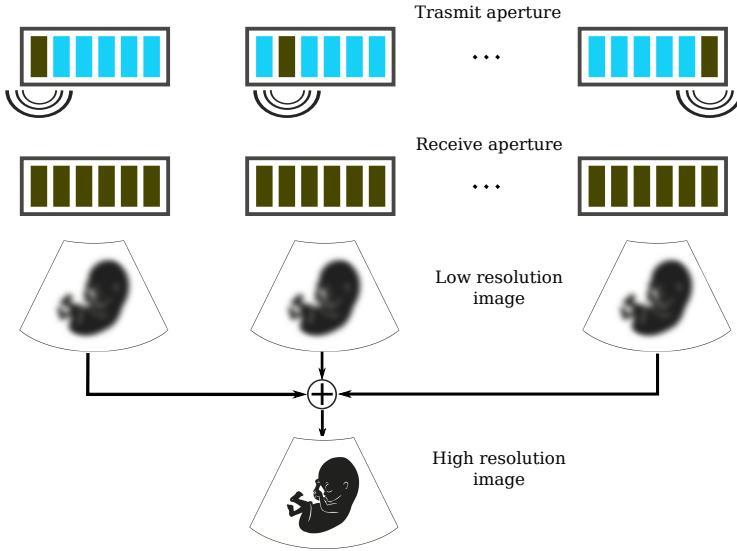 Trasmit aperture
Receive aperture
Low resolution
image
High resolution
image